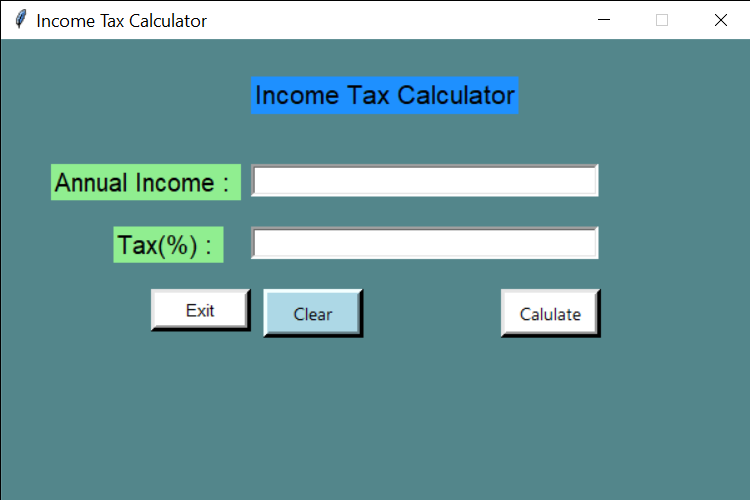 Income Tax Calculator
Income Tax Calculator
Annual Income :
Tax(%) :
Exit
Clear
Calulate